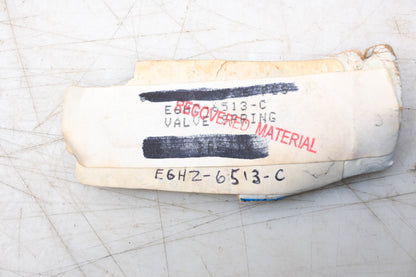 E6HZ-6513-C
VALVE SPRING
RECOVERED MATERIAL
E6HZ-6513-C